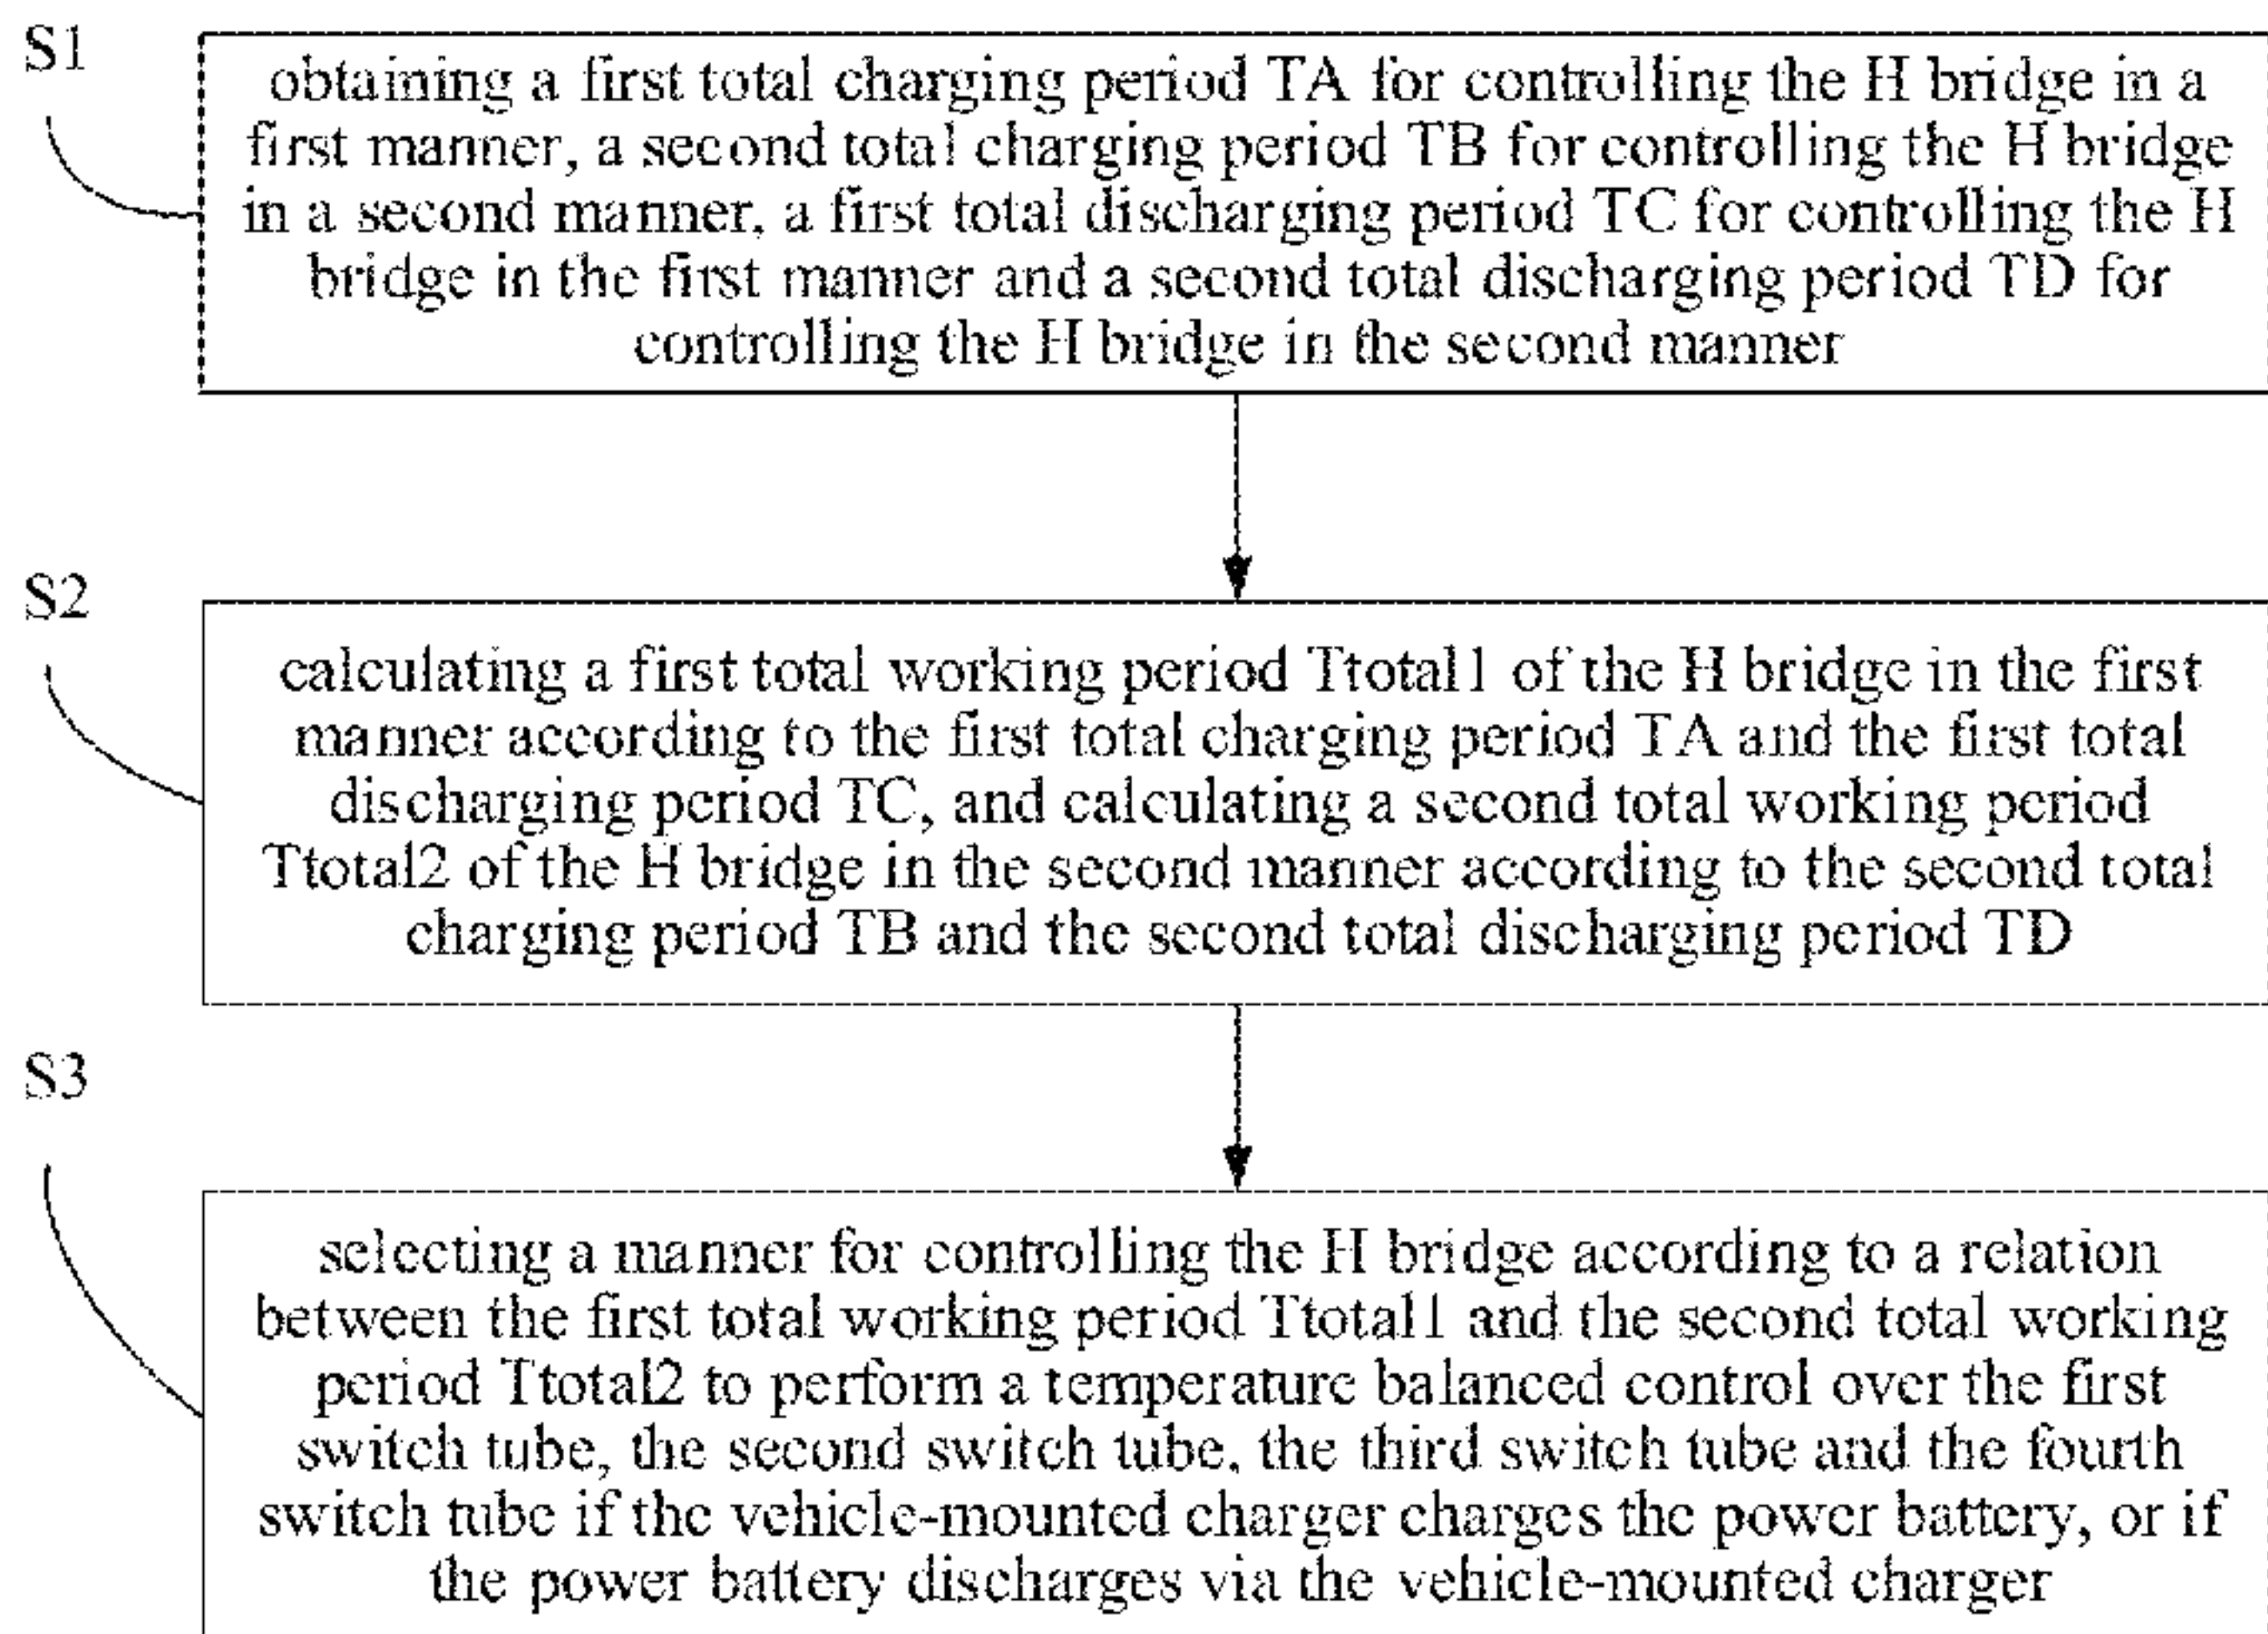 S1
obtaining a first total charging period TA for controlling the H bridge in a
first manner, a second total charging period TB for controlling the H bridge
in a second manner, a first total discharging period TC for controlling the H
bridge in the first manner and a second total discharging period TD for
controlling the H bridge in the second manner
S2
calculating a first total working period Ttotal1 of the H bridge in the first
manner according to the first total charging period TA and the first total
discharging period TC, and calculating a second total working period
Ttotal2 of the H bridge in the second manner according to the second total
charging period TB and the second total discharging period TD
S3
selecting a manner for controlling the H bridge according to a relation
between the first total working period Ttotal1 and the second total working
period Ttotal2 to perform a temperature balanced control over the first
switch tube, the second switch tube, the third switch tube and the fourth
switch tube if the vehicle-mounted charger charges the power battery, or if
the power battery discharges via the vehicle-mounted charger